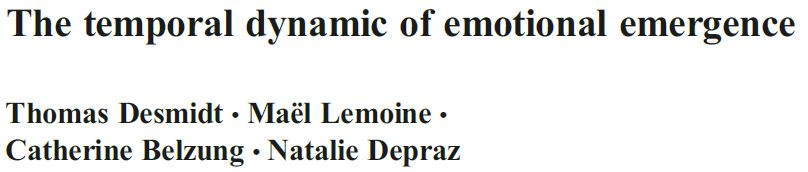 The temporal dynamic of emotional emergence
Thomas Desmidt · Maël Lemoine ·
Catherine Belzung · Natalie Depraz